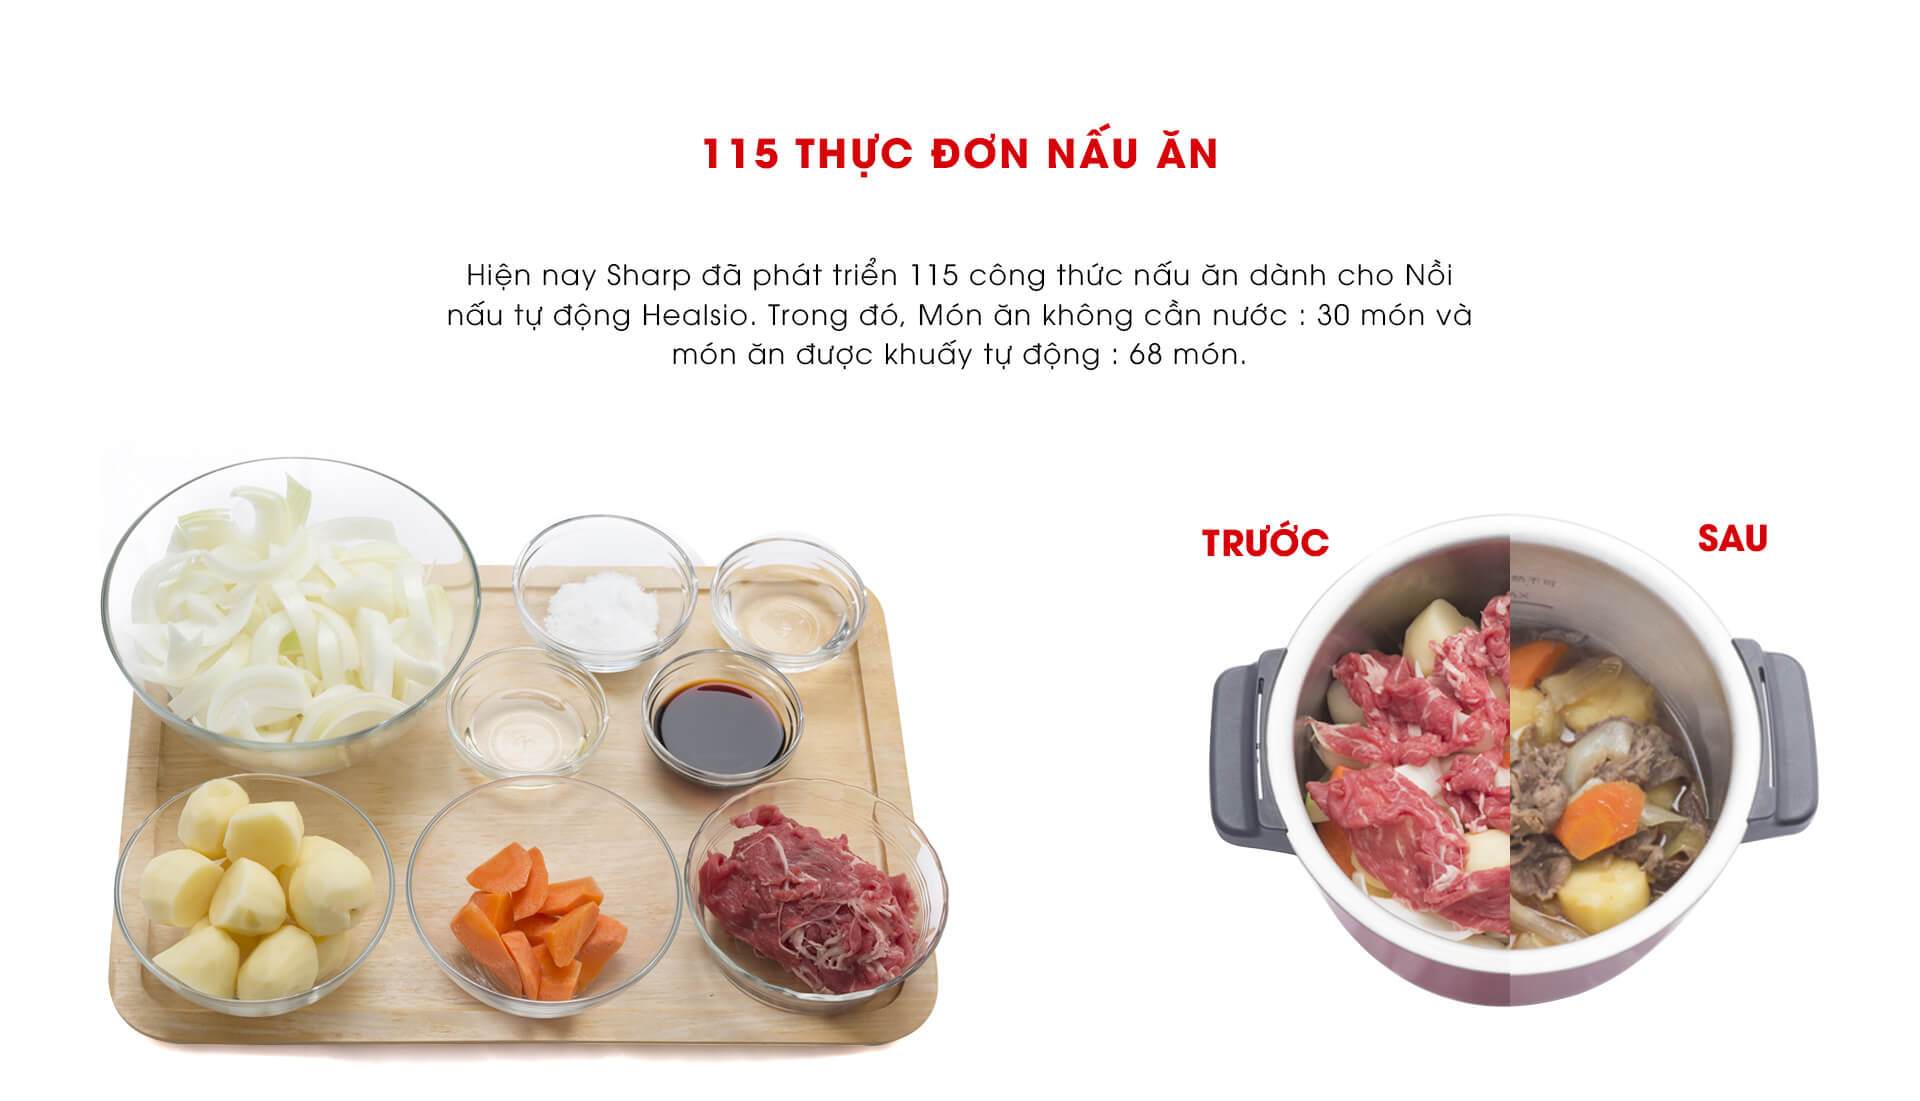 115 THỰC ĐƠN NẤU ĂN
Hiện nay Sharp đã phát triển 115 công thức nấu ăn dành cho Nồi
nấu tự động Healsio. Trong đó, Món ăn không cần nước : 30 món và
món ăn được khuấy tự động : 68 món.
TRƯỚC
SAU